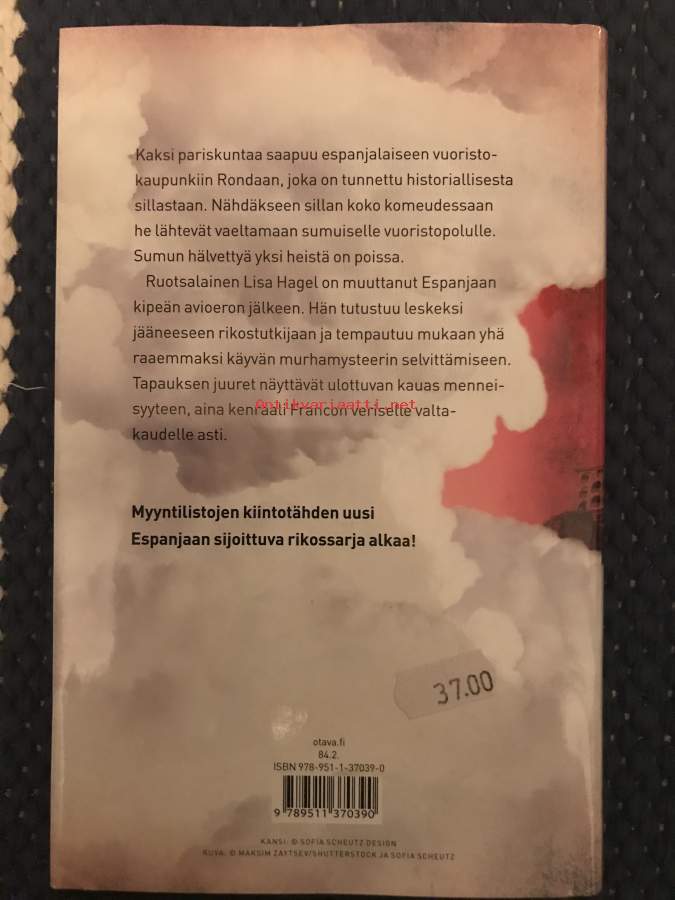 Kaksi pariskuntaa saapuu espanjalaiseen vuoristo-
kaupunkiin Rondaan, joka on tunnettu historiallisesta
sillastaan. Nähdäkseen sillan koko komeudessaan
he lähtevät vaeltamaan sumuiselle vuoristopolulle.
Sumun hälvettyä yksi heistä on poissa.
Ruotsalainen Lisa Hagel on muuttanut Espanjaan
kipeän avioeron jälkeen. Hän tutustuu leskeksi
jääneeseen rikostutkijaan ja tempautuu mukaan yhä
raaemmaksi käyvän murhamysteerin selvittämiseen.
Tapauksen juuret näyttävät ulottuvan kauas mennei-
syyteen, aina kenraali Francon veriselle valta-
Antikvariaatti.net
kaudelle asti.
Myyntilistojen kiintotähden uusi
Espanjaan sijoittuva rikossarja alkaa!
37.00
otava.fi
84.2.
ISBN 978-951-1-37039-0
9 789511 370390
KANSI: © SOFIA SCHEUTZ DESIGN
KUVA: © MAKSIM ZAYTSEV/SHUTTERSTOCK JA SOFIA SCHEUTZ